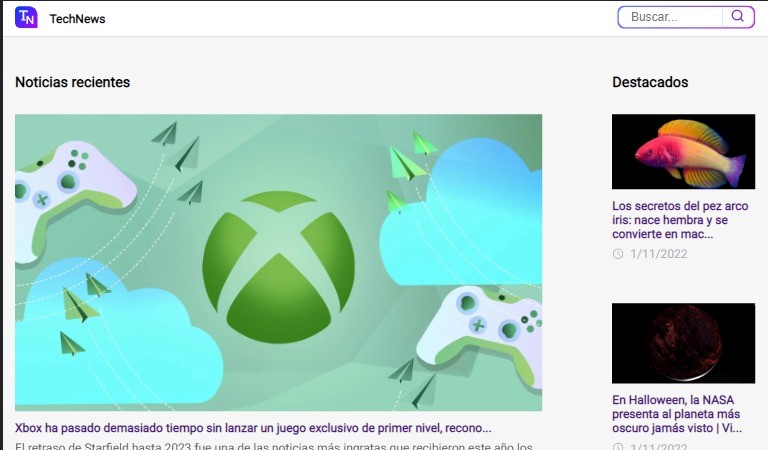 TN
TechNews
Buscar...
Noticias recientes
Xbox ha pasado demasiado tiempo sin lanzar un juego exclusivo de primer nivel, recono...
El retraso de Starfield hasta 2023 fue una de las noticias más ingratas que recibieron este año los
Destacados
Los secretos del pez arco
iris: nace hembra y se
convierte en mac...
1/11/2022
En Halloween, la NASA
presenta al planeta más
oscuro jamás visto | Vi...
1/11/2022